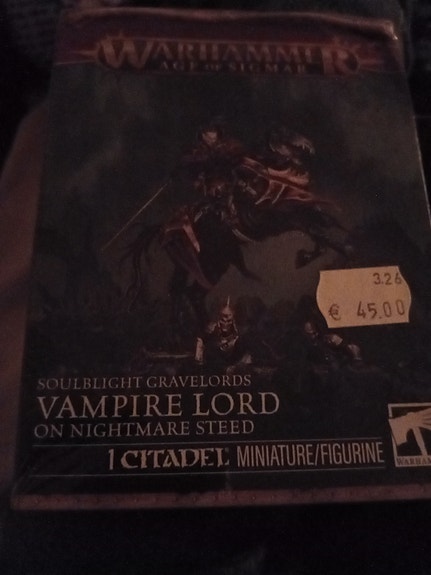 WARHAMMER
AGE OF SIGMAR
3.26
€ 45.00
SOULBLIGHT GRAVELORDS
VAMPIRE LORD
ON NIGHTMARE STEED
1 CITADEL MINIATURE/FIGURINE